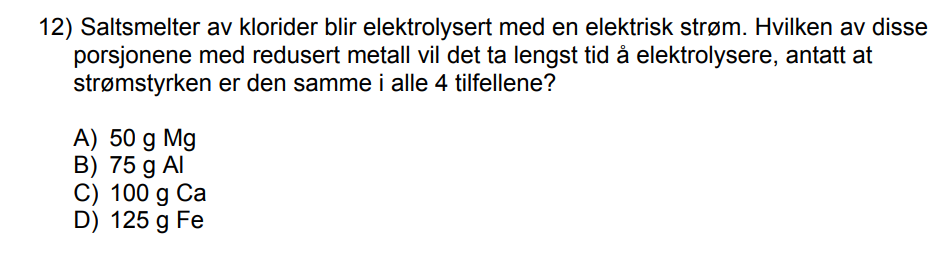 12) Saltsmelter av klorider blir elektrolysert med en elektrisk strøm. Hvilken av disse
porsjonene med redusert metall vil det ta lengst tid å elektrolysere, antatt at
strømstyrken er den samme i alle 4 tilfellene?
A) 50 g Mg
B) 75 g Al
C) 100 g Ca
D) 125 g Fe